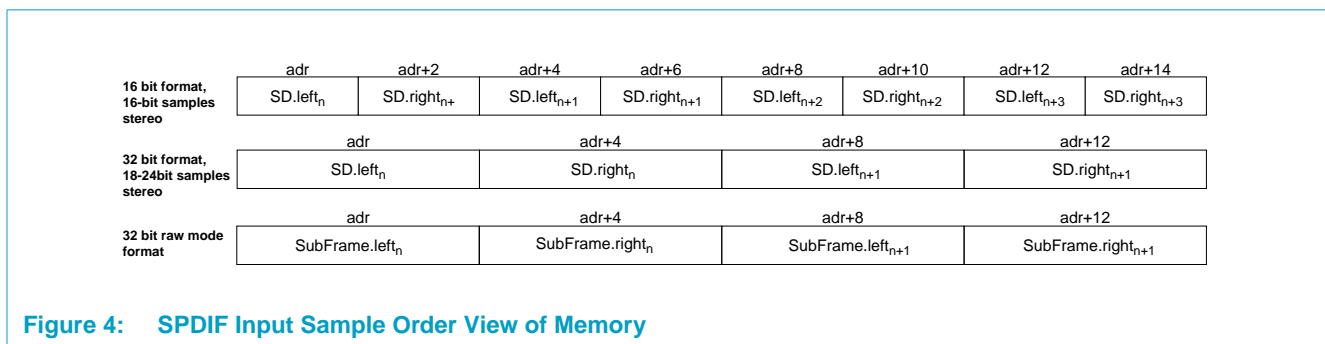 adr adr+2 adr+4 adr+6 adr+8 adr+10 adr+12 adr+14
16 bit format,
16-bit samples
stereo
SD.leftn SD.rightn+ SD.leftn+1 SD.rightn+1 SD.leftn+2 SD.rightn+2 SD.leftn+3 SD.rightn+3
adr adr+4 adr+8 adr+12
32 bit format,
18-24bit samples
stereo
SD.leftn SD.rightn SD.leftn+1 SD.rightn+1
adr adr+4 adr+8 adr+12
32 bit raw mode
format
SubFrame.leftn SubFrame.rightn SubFrame.leftn+1 SubFrame.rightn+1
Figure 4: SPDIF Input Sample Order View of Memory